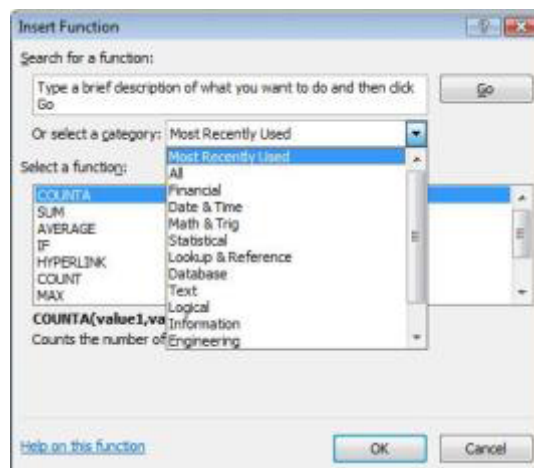 Insert Function
Search for a function:
Type a brief description of what you want to do and then click
Go
Go
Or select a category: Most Recently Used
Most Recently Used
All
Financial
Date & Time
Math & Trig
Statistical
Lookup & Reference
Database
Text
Logical
Information
Engineering
Select a function:
COUNTA
SUM
AVERAGE
IF
HYPERLINK
COUNT
MAX
COUNTA(value1,va
Counts the number of
Help on this function
OK
Cancel